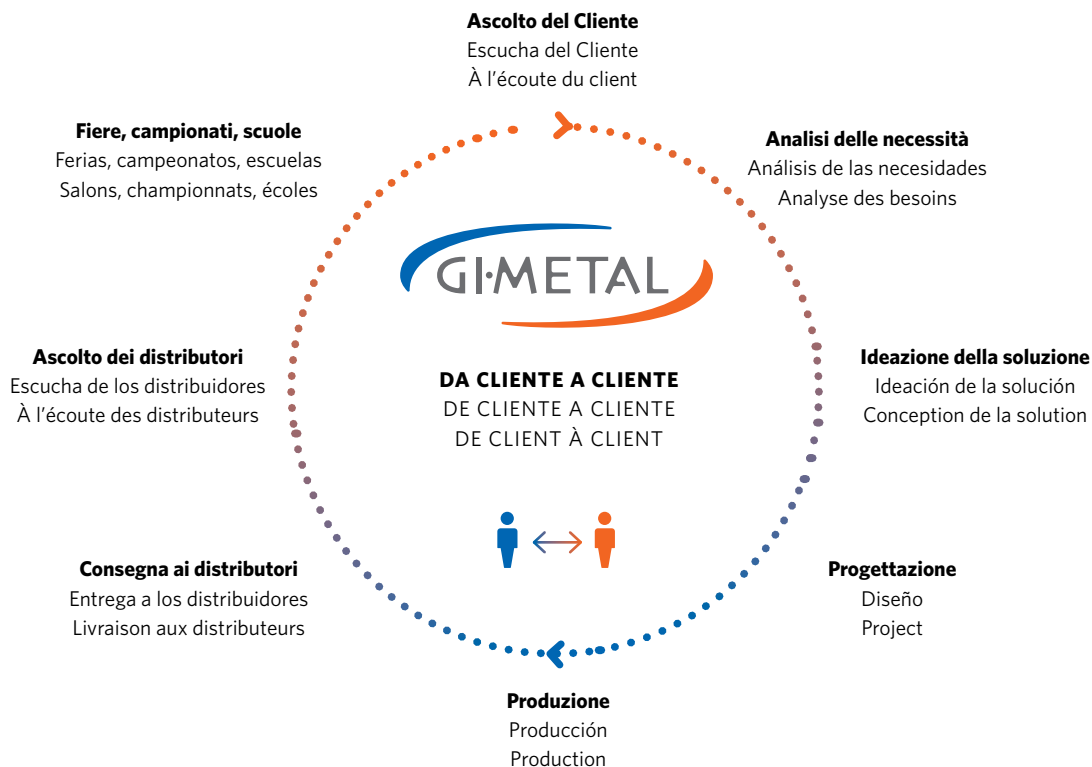 Ascolto del Cliente
Escucha del Cliente
À l'écoute du client
Analisi delle necessità
Análisis de las necesidades
Analyse des besoins
Ideazione della soluzione
Ideación de la solución
Conception de la solution
Progettazione
Diseño
Project
Produzione
Producción
Production
Consegna ai distributori
Entrega a los distribuidores
Livraison aux distributeurs
Ascolto dei distributori
Escucha de los distribuidores
À l'écoute des distributeurs
Fiere, campionati, scuole
Ferias, campeonatos, escuelas
Salons, championnats, écoles
GI·METAL
DA CLIENTE A CLIENTE
DE CLIENTE A CLIENTE
DE CLIENT À CLIENT